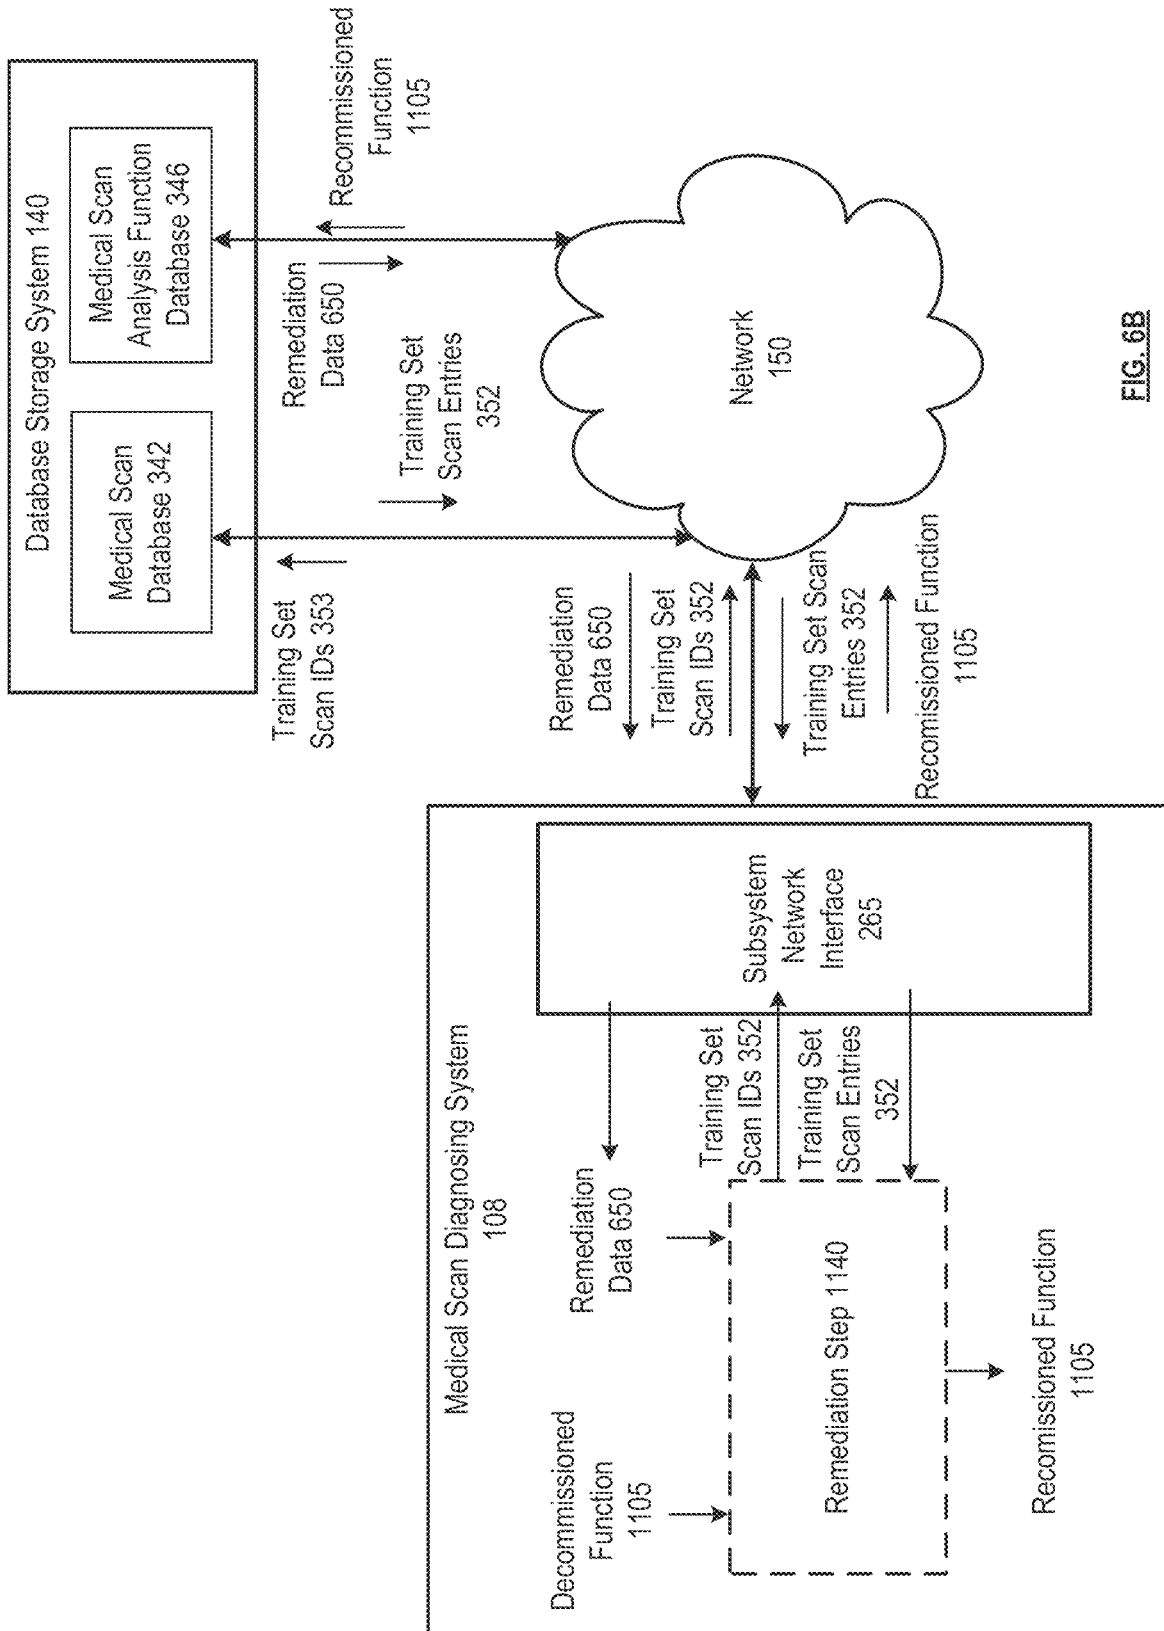 Database Storage System 140
Medical Scan
Database 342
Medical Scan
Analysis Function
Database 346
Training Set
Scan IDs 353
Training Set
Scan Entries
352
Remediation
Data 650
Recommissioned
Function
1105
Medical Scan Diagnosing System
108
Decommissioned
Function
1105
Remediation
Data 650
Remediation Step 1140
Training Set
Scan IDs 352
Training Set
Scan Entries
352
Subsystem
Network
Interface
265
Recomissioned Function
1105
Remediation
Data 650
Training Set
Scan IDs 352
Training Set Scan
Entries 352
Recomissioned Function
1105
Network
150
FIG. 6B